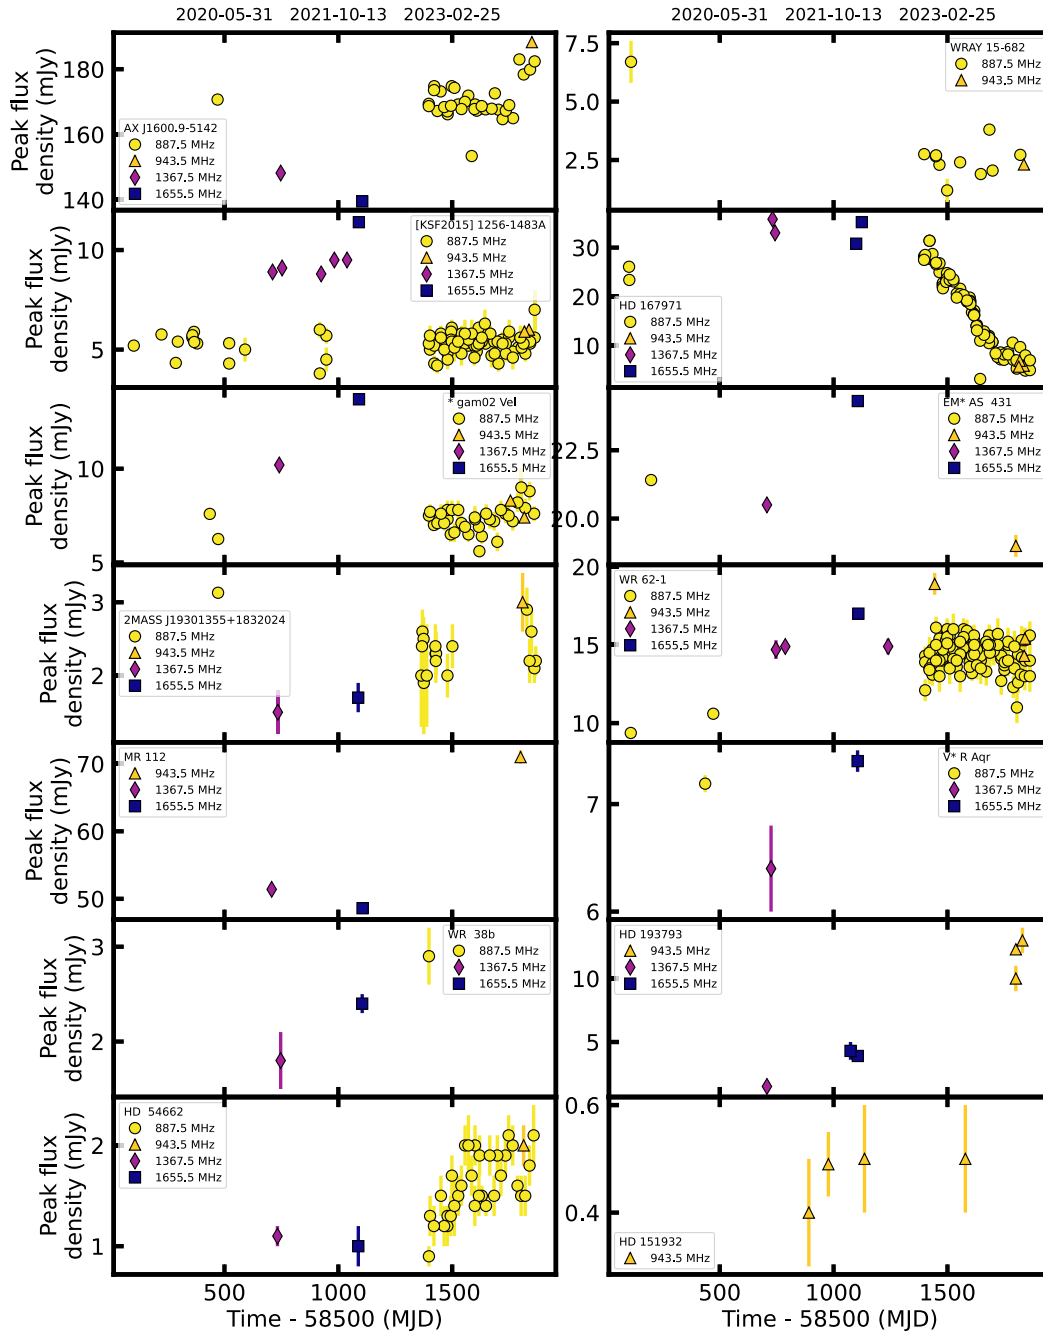 2020-05-31 2021-10-13 2023-02-25
2020-05-31 2021-10-13 2023-02-25
Peak flux
density (mJy)
180
160
140
AX J1600.9-5142
887.5 MHz
943.5 MHz
1367.5 MHz
1655.5 MHz
7.5
5.0
2.5
WRAY 15-682
887.5 MHz
943.5 MHz
Peak flux
density (mJy)
10
5
[KSF2015] 1256-1483A
887.5 MHz
943.5 MHz
1367.5 MHz
1655.5 MHz
30
20
10
HD 167971
887.5 MHz
943.5 MHz
1367.5 MHz
1655.5 MHz
Peak flux
density (mJy)
10
5
* gam02 Vel
887.5 MHz
943.5 MHz
1367.5 MHz
1655.5 MHz
22.5
20.0
EM* AS 431
887.5 MHz
943.5 MHz
1367.5 MHz
1655.5 MHz
Peak flux
density (mJy)
3
2
2MASS J19301355+1832024
887.5 MHz
943.5 MHz
1367.5 MHz
1655.5 MHz
20
15
10
WR 62-1
887.5 MHz
943.5 MHz
1367.5 MHz
1655.5 MHz
Peak flux
density (mJy)
70
60
50
MR 112
943.5 MHz
1367.5 MHz
1655.5 MHz
7
6
V* R Aqr
887.5 MHz
1367.5 MHz
1655.5 MHz
Peak flux
density (mJy)
3
2
WR 38b
887.5 MHz
1367.5 MHz
1655.5 MHz
10
5
HD 193793
943.5 MHz
1367.5 MHz
1655.5 MHz
Peak flux
density (mJy)
2
1
HD 54662
887.5 MHz
943.5 MHz
1367.5 MHz
1655.5 MHz
0.6
0.4
HD 151932
943.5 MHz
500 1000 1500
500 1000 1500
Time - 58500 (MJD)
Time - 58500 (MJD)